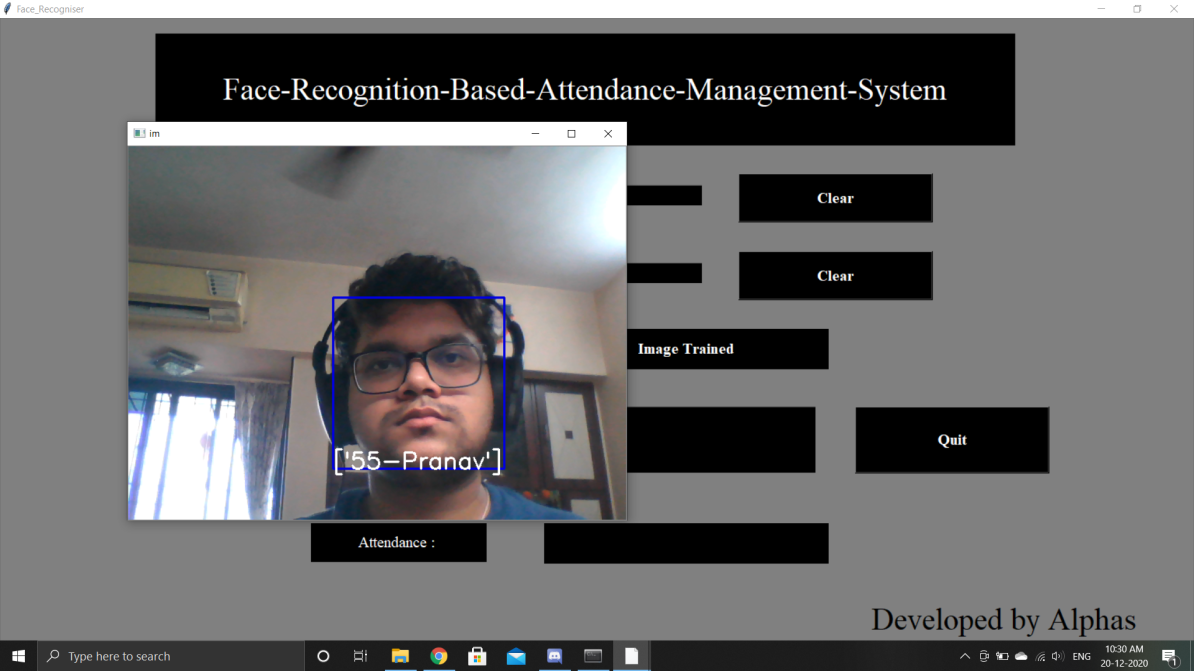 Face_Recogniser
Face-Recognition-Based-Attendance-Management-System
im
['55-Pranav']
Clear
Clear
Image Trained
Quit
Attendance :
Developed by Alphas
Type here to search
ENG
10:30 AM
20-12-2020
1